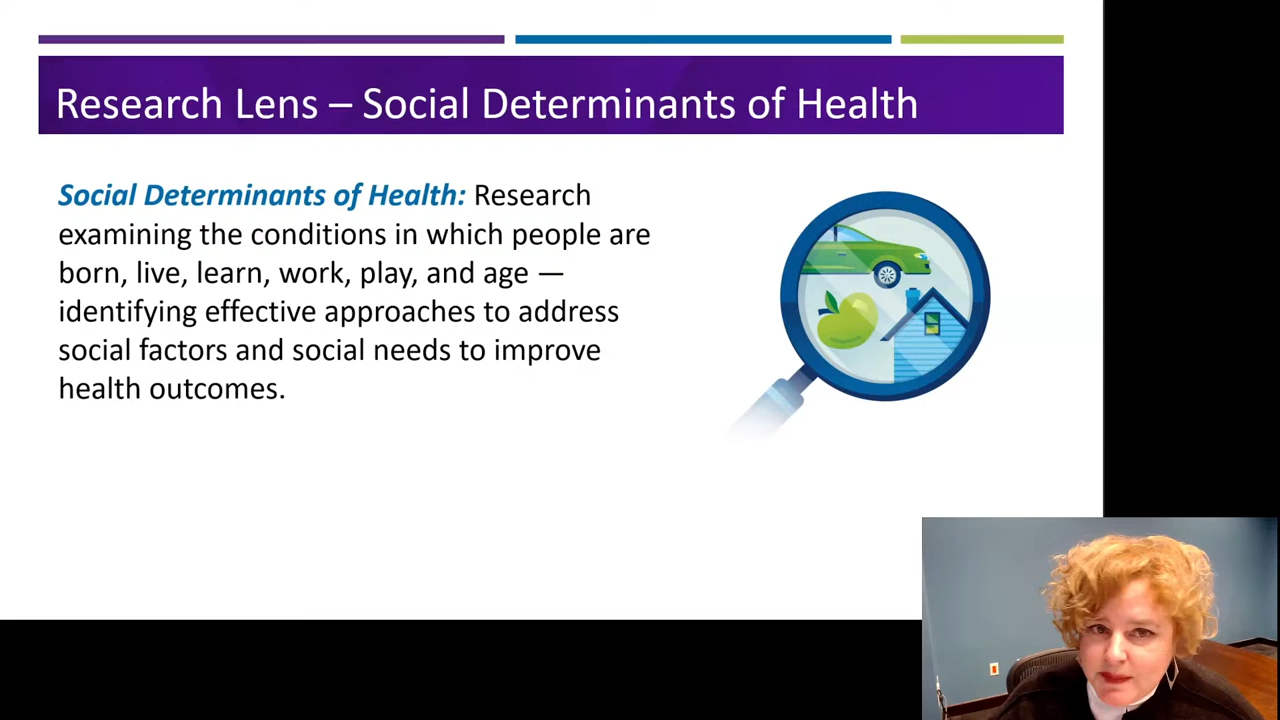 Research Lens – Social Determinants of Health
Social Determinants of Health: Research
examining the conditions in which people are
born, live, learn, work, play, and age —
identifying effective approaches to address
social factors and social needs to improve
health outcomes.